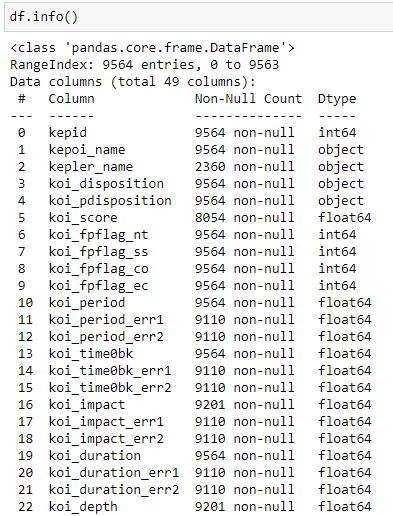 df.info()
<class 'pandas.core.frame.DataFrame'>
RangeIndex: 9564 entries, 0 to 9563
Data columns (total 49 columns):
 #   Column             Non-Null Count  Dtype
---  ------             --------------  -----
 0   kepid              9564 non-null   int64
 1   kepoi_name         9564 non-null   object
 2   kepler_name        2360 non-null   object
 3   koi_disposition    9564 non-null   object
 4   koi_pdisposition   9564 non-null   object
 5   koi_score          8054 non-null   float64
 6   koi_fpflag_nt      9564 non-null   int64
 7   koi_fpflag_ss      9564 non-null   int64
 8   koi_fpflag_co      9564 non-null   int64
 9   koi_fpflag_ec      9564 non-null   int64
 10  koi_period         9564 non-null   float64
 11  koi_period_err1    9110 non-null   float64
 12  koi_period_err2    9110 non-null   float64
 13  koi_time0bk        9564 non-null   float64
 14  koi_time0bk_err1   9110 non-null   float64
 15  koi_time0bk_err2   9110 non-null   float64
 16  koi_impact         9201 non-null   float64
 17  koi_impact_err1    9110 non-null   float64
 18  koi_impact_err2    9110 non-null   float64
 19  koi_duration       9564 non-null   float64
 20  koi_duration_err1  9110 non-null   float64
 21  koi_duration_err2  9110 non-null   float64
 22  koi_depth          9201 non-null   float64